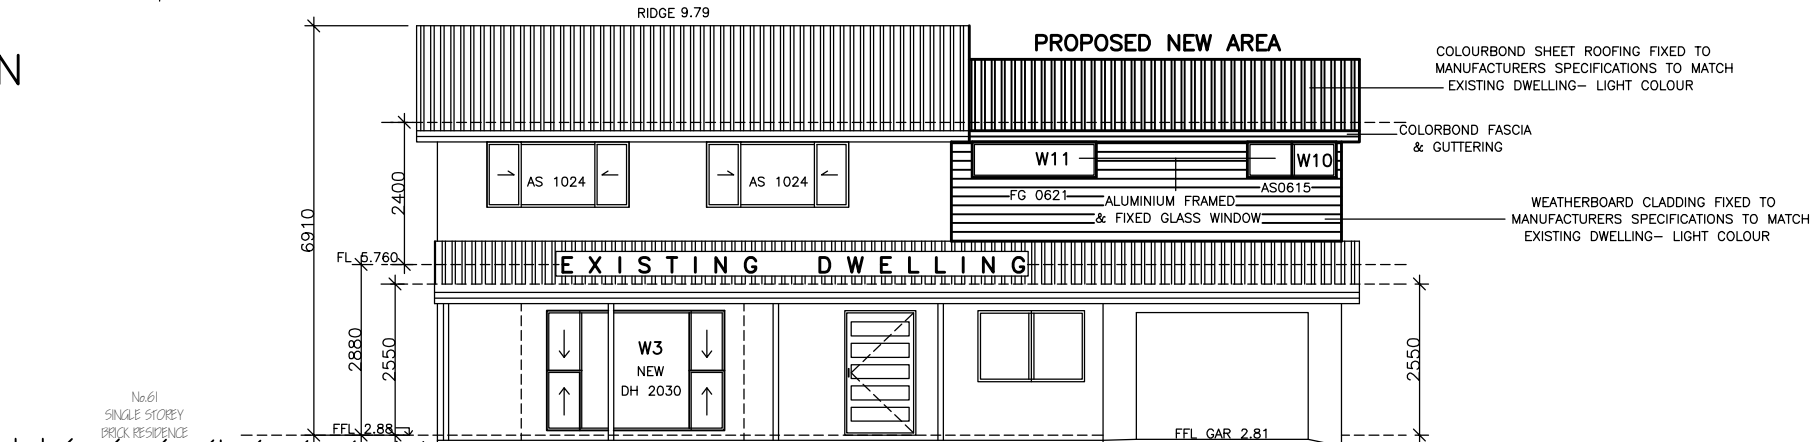 RIDGE 9.79
N
PROPOSED NEW AREA
COLOURBOND SHEET ROOFING FIXED TO
MANUFACTURERS SPECIFICATIONS TO MATCH
EXISTING DWELLING- LIGHT COLOUR
COLORBOND FASCIA
& GUTTERING
W11
W10
AS 1024
AS 1024
FG 0621
AS0615
ALUMINIUM FRAMED
& FIXED GLASS WINDOW
WEATHERBOARD CLADDING FIXED TO
MANUFACTURERS SPECIFICATIONS TO MATCH
EXISTING DWELLING- LIGHT COLOUR
2400
6910
FL 5.760
EXISTING DWELLING
2880
2550
W3
NEW
DH 2030
2550
No.61
SINGLE STOREY
BRICK RESIDENCE
FFL 2.88
FFL GAR 2.81